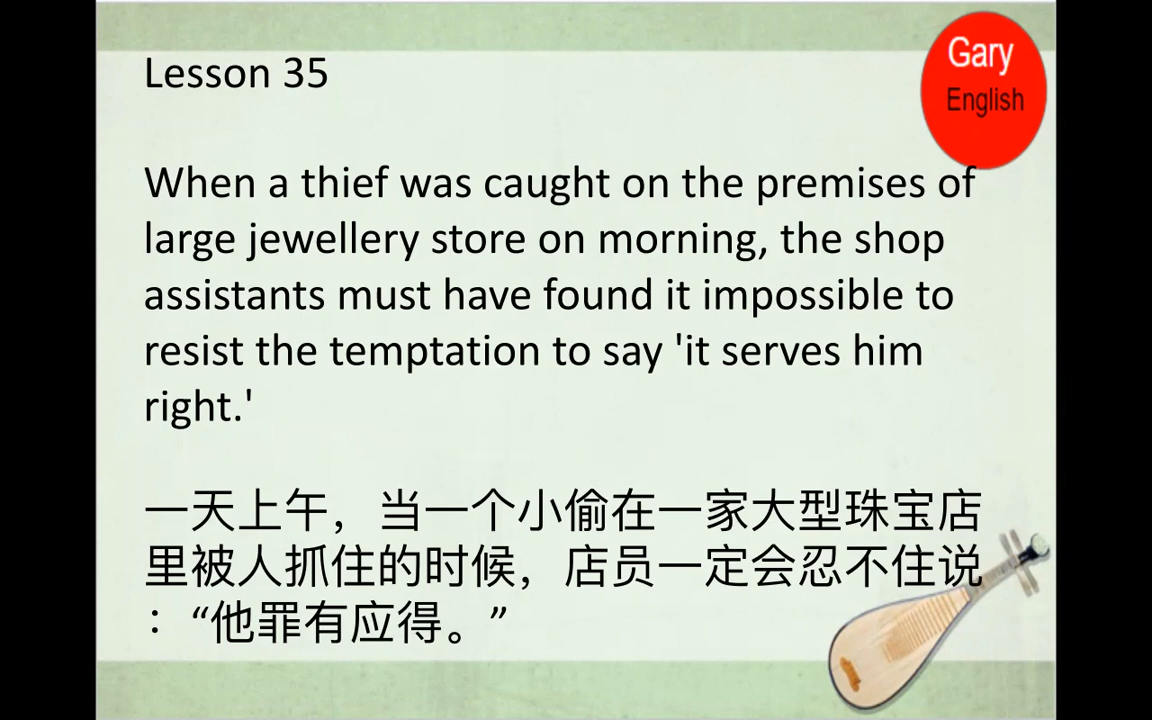 Lesson 35
Gary
English
When a thief was caught on the premises of
large jewellery store on morning, the shop
assistants must have found it impossible to
resist the temptation to say 'it serves him
right.'
一天上午，当一个小偷在一家大型珠宝店
里被人抓住的时候，店员一定会忍不住说
：“他罪有应得。”